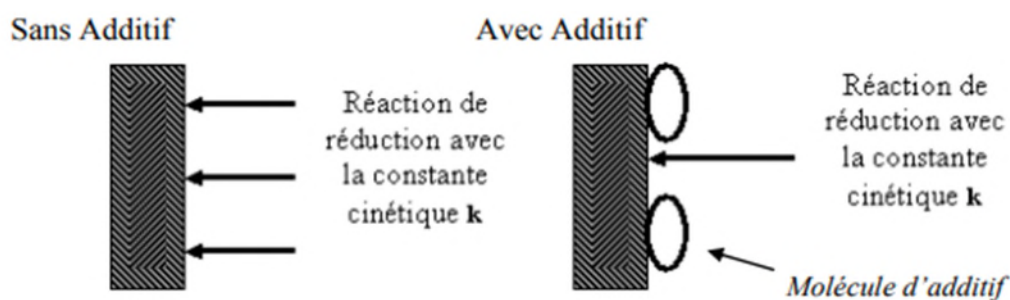 Sans Additif
Avec Additif
Réaction de
réduction avec
la constante
cinétique k
Réaction de
réduction avec
la constante
cinétique k
Molécule d'additif